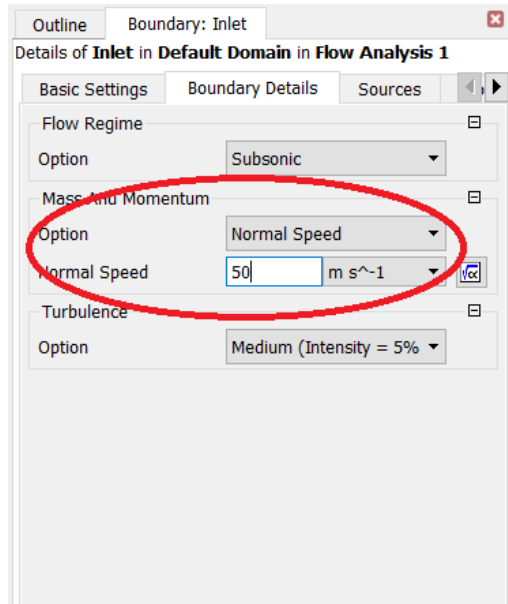 Outline Boundary: Inlet
Details of Inlet in Default Domain in Flow Analysis 1
Basic Settings Boundary Details Sources
Flow Regime
Option Subsonic
Mass And Momentum
Option Normal Speed
Normal Speed 50 m s^-1
Turbulence
Option Medium (Intensity = 5%